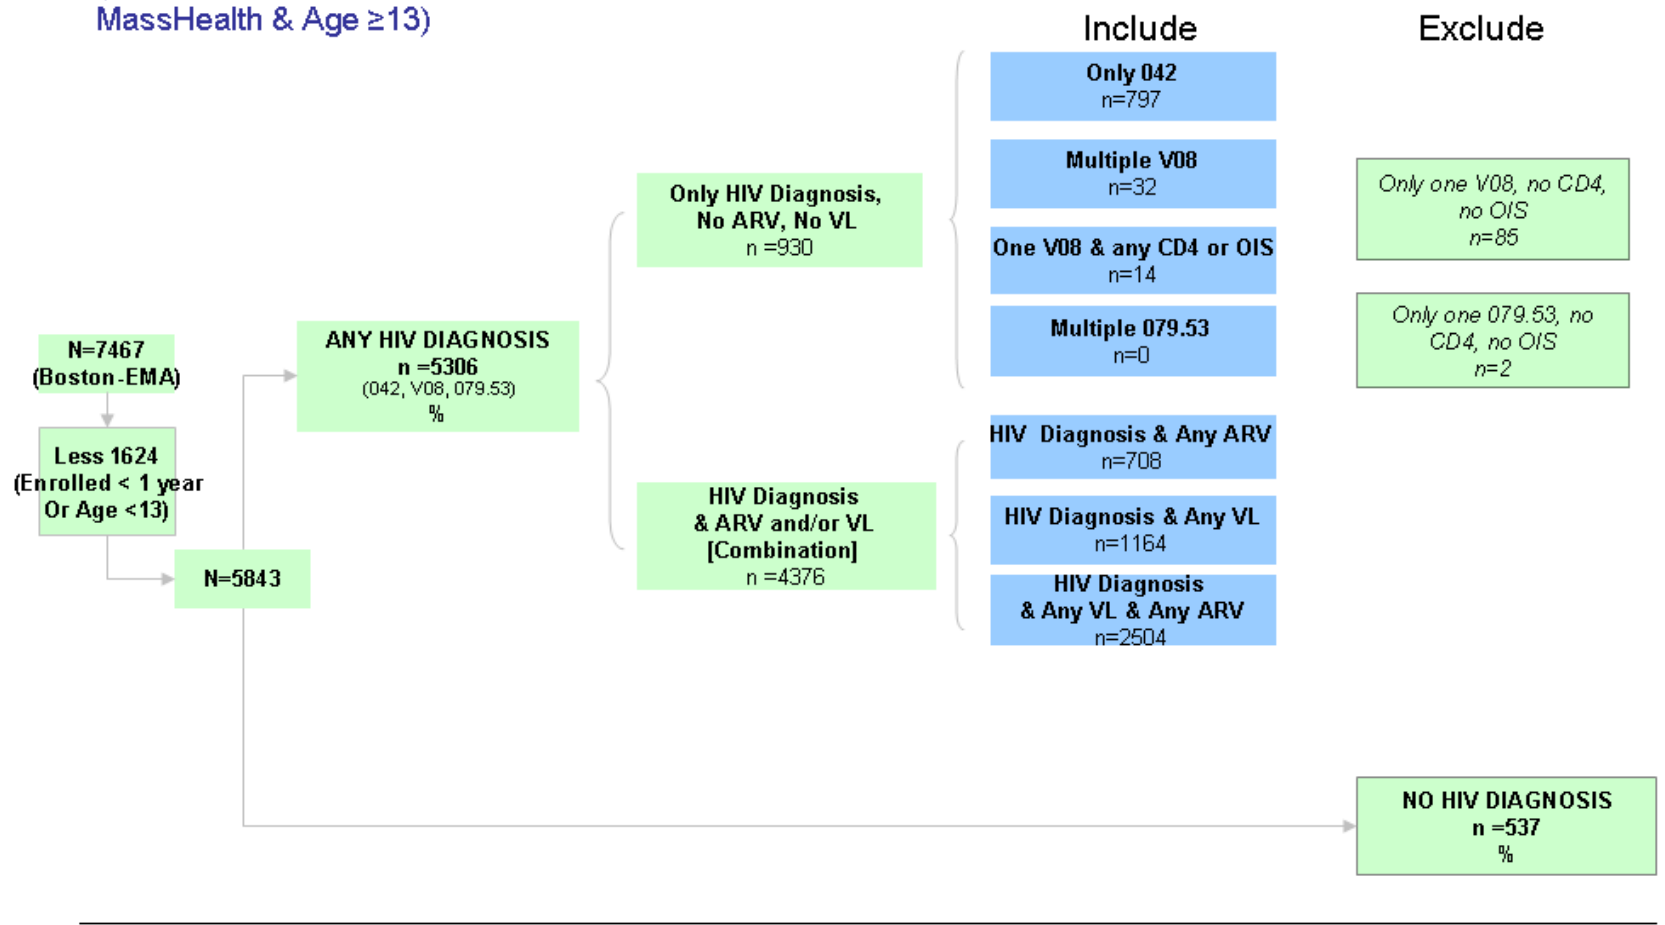 MassHealth & Age ≥13)
Include
Exclude
N=7467
(Boston-EMA)
Less 1624
(Enrolled < 1 year
Or Age <13)
N=5843
ANY HIV DIAGNOSIS
n =5306
(042, V08, 079.53)
%
Only HIV Diagnosis,
No ARV, No VL
n =930
HIV Diagnosis
& ARV and/or VL
[Combination]
n =4376
Only 042
n=797
Multiple V08
n=32
One V08 & any CD4 or OIS
n=14
Multiple 079.53
n=0
HIV  Diagnosis & Any ARV
n=708
HIV Diagnosis & Any VL
n=1164
HIV Diagnosis
& Any VL & Any ARV
n=2504
Only one V08, no CD4,
no OIS
n=85
Only one 079.53, no
CD4, no OIS
n=2
NO HIV DIAGNOSIS
n =537
%